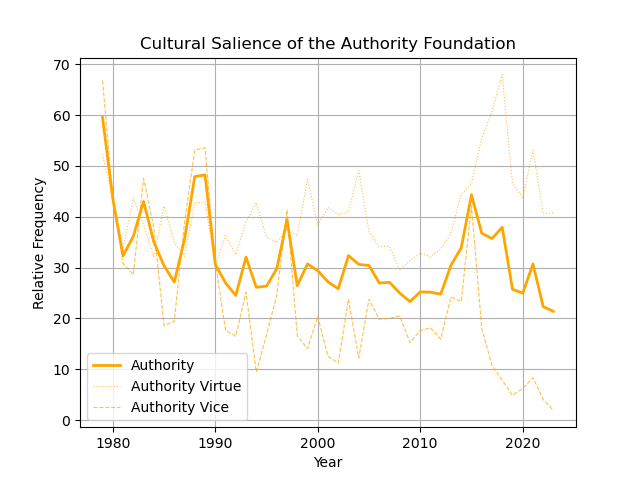 Cultural Salience of the Authority Foundation
70
60
50
40
30
20
10
0
Relative Frequency
Authority
Authority Virtue
Authority Vice
1980 1990 2000 2010 2020
Year